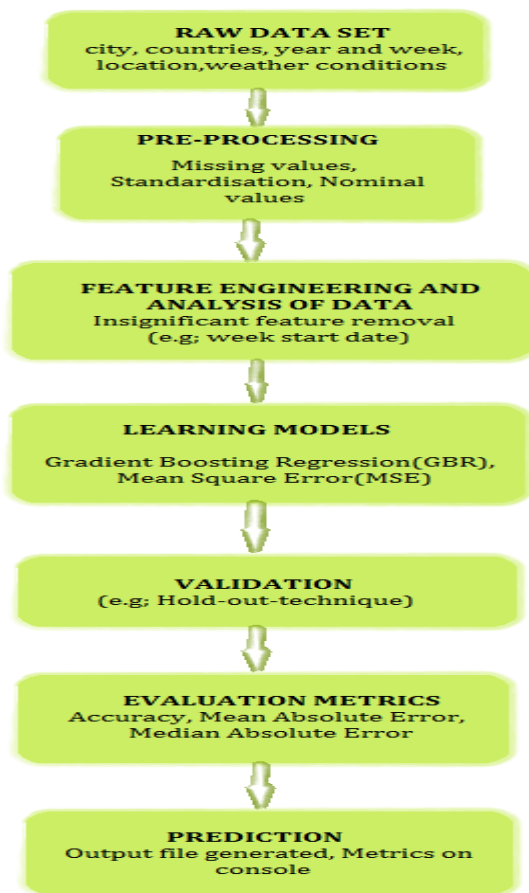 RAW DATA SET
city, countries, year and week,
location,weather conditions
PRE-PROCESSING
Missing values,
Standardisation, Nominal
values
FEATURE ENGINEERING AND
ANALYSIS OF DATA
Insignificant feature removal
(e.g; week start date)
LEARNING MODELS
Gradient Boosting Regression(GBR),
Mean Square Error(MSE)
VALIDATION
(e.g; Hold-out-technique)
EVALUATION METRICS
Accuracy, Mean Absolute Error,
Median Absolute Error
PREDICTION
Output file generated, Metrics on
console